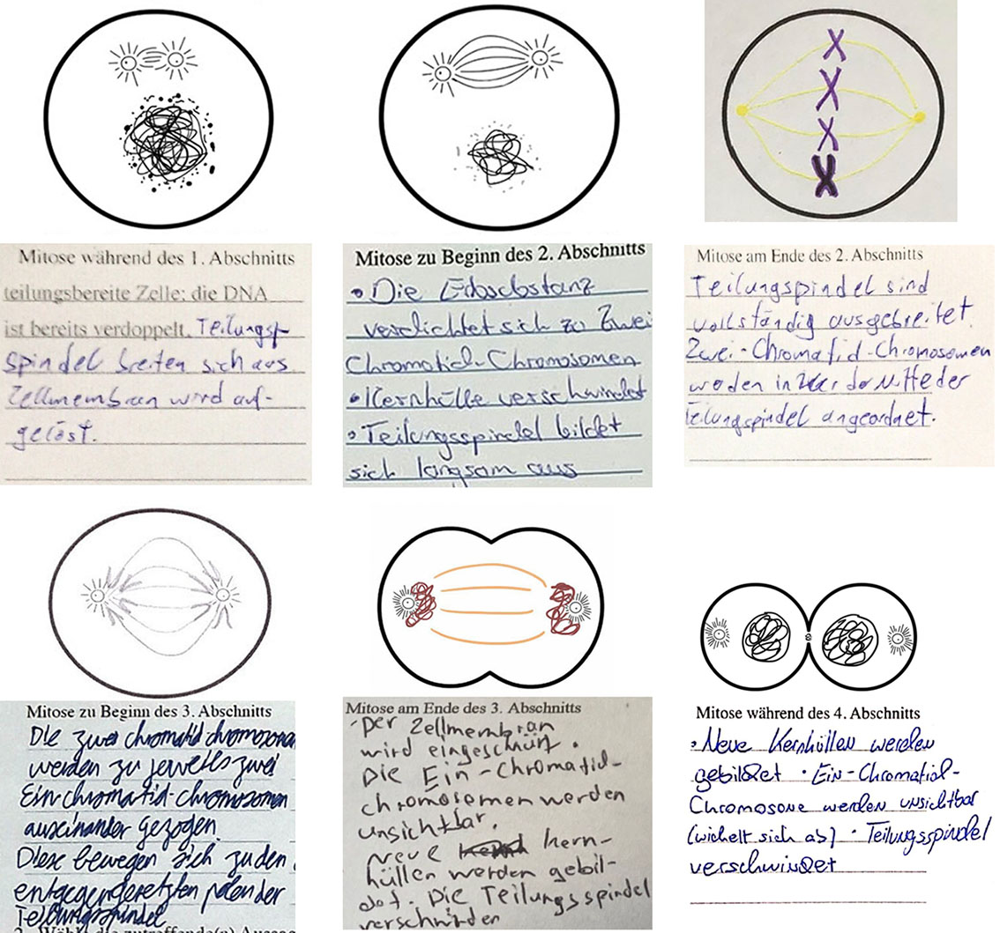 Mitose während des 1. Abschnitts
teilungsbereite Zelle: die DNA
ist bereits verdoppelt. Teilungsp
spindel breiten sich aus.
Zellmembran wird auf-
gelöst.
Mitose zu Beginn des 2. Abschnitts
• Die Erbsubstanz
verdichtet sich zu Zwei
Chromatid-Chromosomen
• Kernhülle verschwindet
• Teilungsspindel bildet
sich langsam aus
Mitose am Ende des 2. Abschnitts
Teilungspindel sind
vollständig ausgebreitet.
Zwei-Chromatid-Chromosomen
werden in der Mitte der
Teilungspindel angeordnet.
Mitose zu Beginn des 3. Abschnitts
Die zwei chromatid chromosomen
werden zu jeweils zwei
Ein-chromatid-chromosomen
auseinander gezogen
Diese bewegen sich zu den
entgegengesetzten polen der
Teilungsspindel
Mitose am Ende des 3. Abschnitts
Der Zellmembran
wird eingeschnürt.
Die Ein-Chromatid-
chromosomen werden
unsichtbar.
Neue Kern-
hüllen werden gebil-
det. Die Teilungsspindel
verschwinden
Mitose während des 4. Abschnitts
• Neue Kernhüllen werden
gebildet • Ein-Chromatid-
Chromosone werden unsichtbar
(wickelt sich ab) • Teilungsspindel
verschwindet